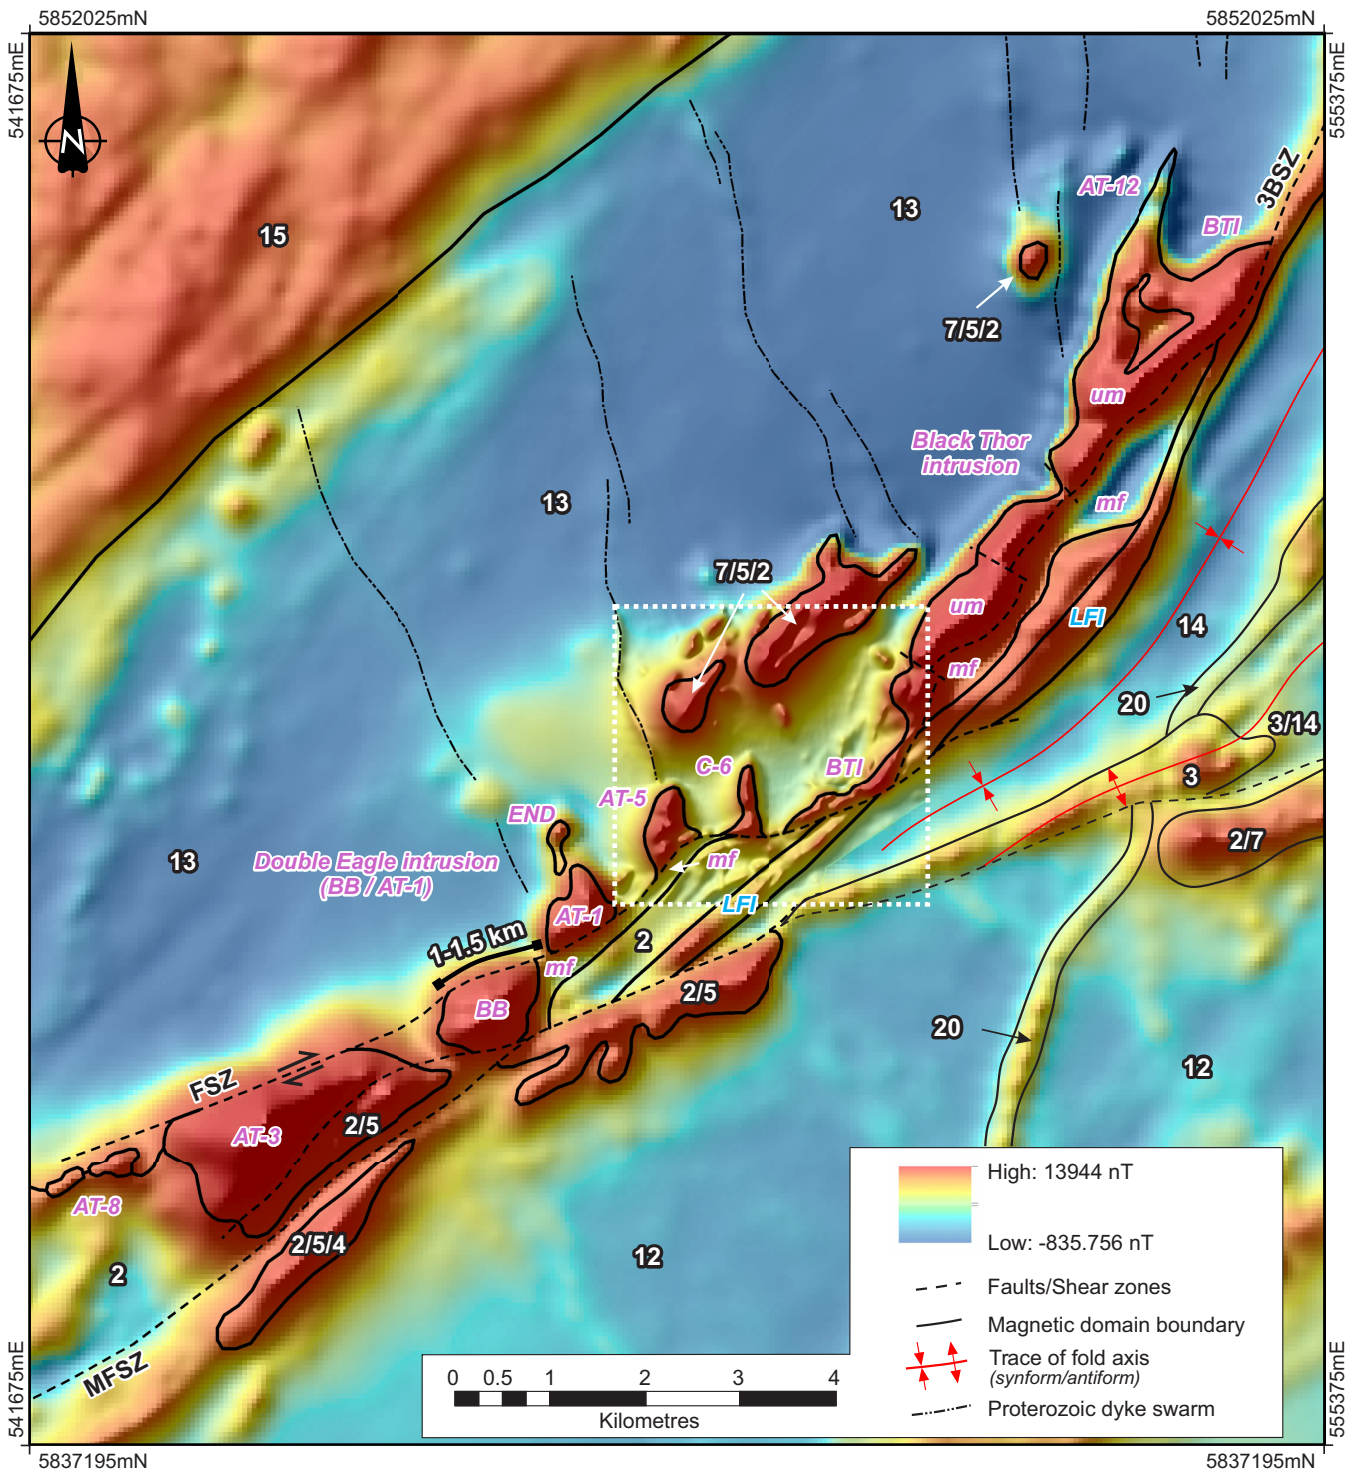 5852025mN
5852025mN
541675mE
555375mE
N
15
13
AT-12
3BSZ
BTI
7/5/2
um
Black Thor
intrusion
13
mf
7/5/2
um
LFI
14
mf
20
3/14
C-6
BTI
3
AT-5
END
2/7
13
Double Eagle intrusion
(BB / AT-1)
mf
LFI
AT-1
1-1.5 km
2
mf
2/5
BB
20
12
FSZ
AT-3
2/5
AT-8
2/5/4
2
12
MFSZ
High: 13944 nT
Low: -835.756 nT
Faults/Shear zones
Magnetic domain boundary
Trace of fold axis
(synform/antiform)
Proterozoic dyke swarm
0 0.5 1 2 3 4
Kilometres
541675mE
555375mE
5837195mN
5837195mN